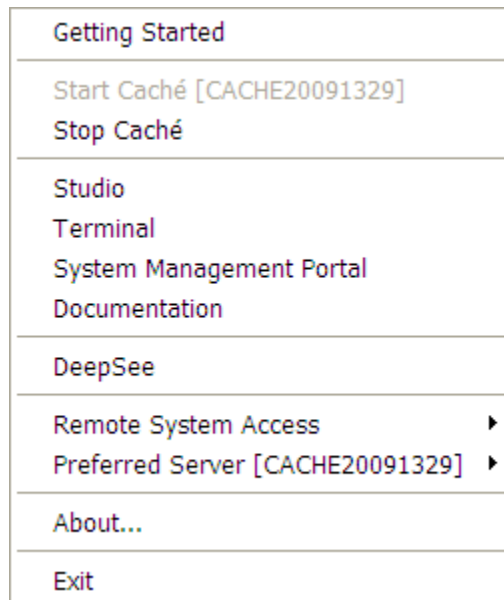 Getting Started
Start Caché [CACHE20091329]
Stop Caché
Studio
Terminal
System Management Portal
Documentation
DeepSee
Remote System Access
Preferred Server [CACHE20091329]
About...
Exit